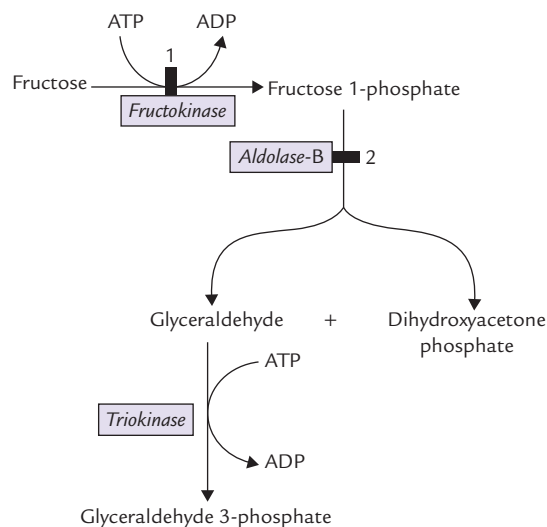 ATP ADP
1
Fructose Fructose 1-phosphate
Fructokinase
Aldolase-B 2
Glyceraldehyde + Dihydroxyacetone
phosphate
ATP
Triokinase
ADP
Glyceraldehyde 3-phosphate